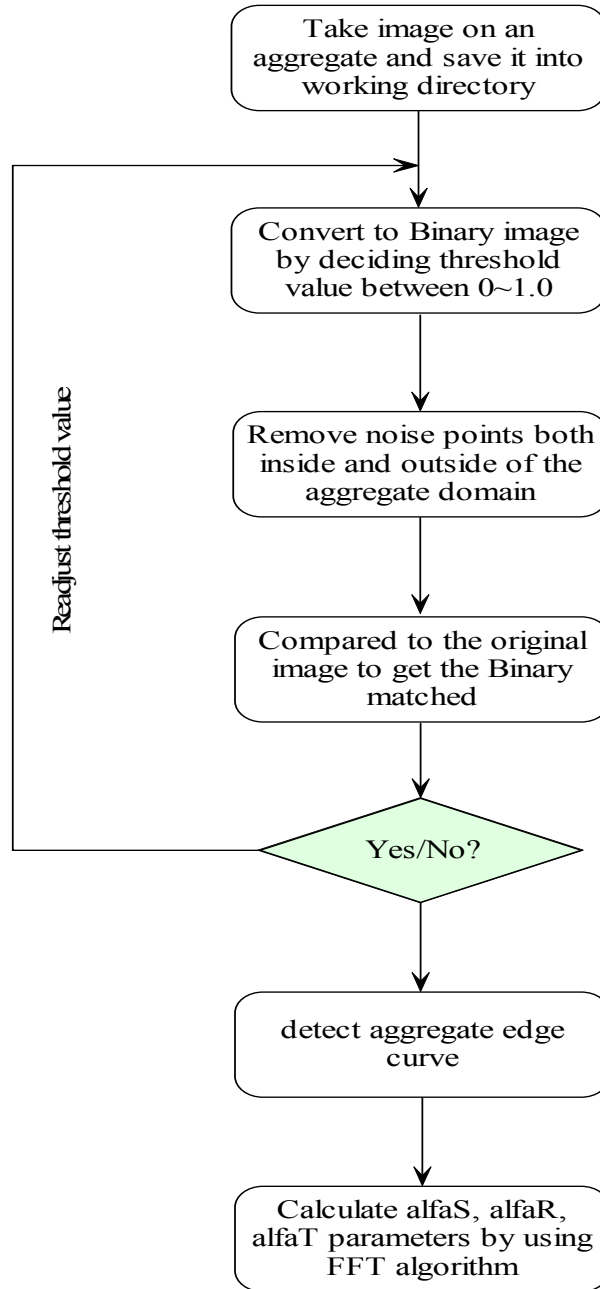 Take image on an
aggregate and save it into
working directory
Convert to Binary image
by deciding threshold
value between 0~1.0
Readjust threshold value
Remove noise points both
inside and outside of the
aggregate domain
Compared to the original
image to get the Binary
matched
Yes/No?
detect aggregate edge
curve
Calculate alfaS, alfaR,
alfaT parameters by using
FFT algorithm